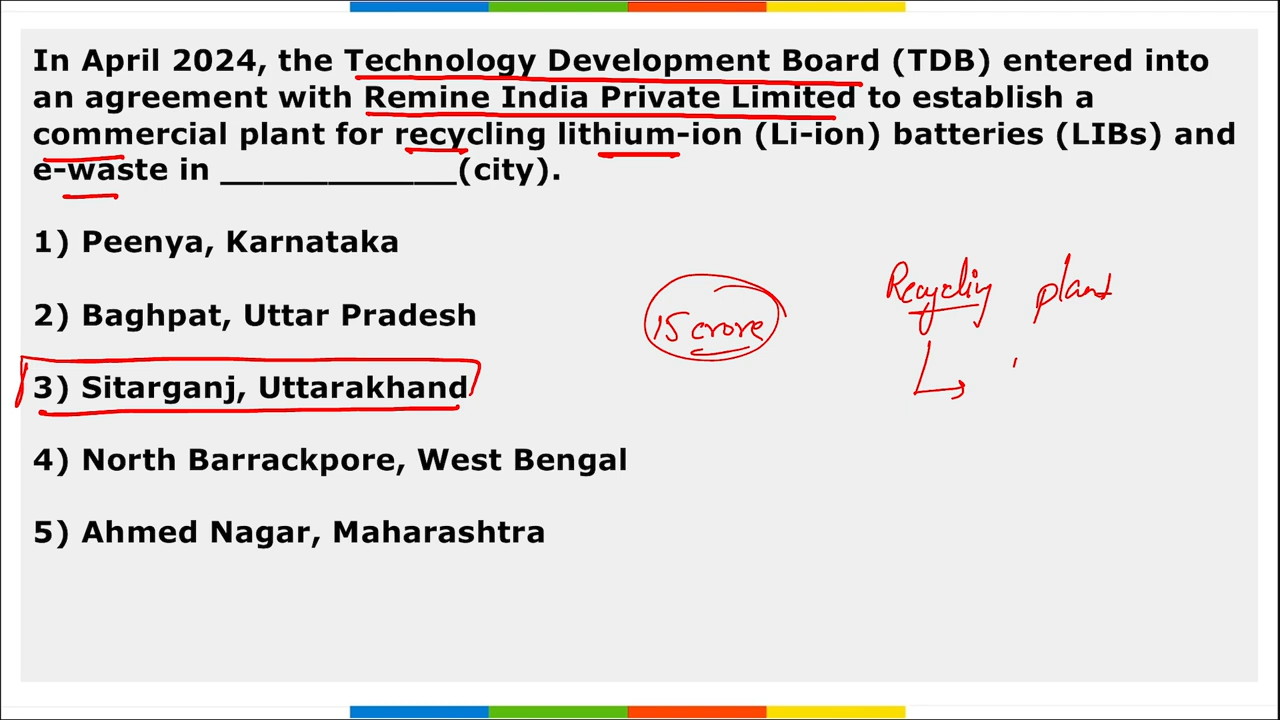 In April 2024, the Technology Development Board (TDB) entered into
an agreement with Remine India Private Limited to establish a
commercial plant for recycling lithium-ion (Li-ion) batteries (LIBs) and
e-waste in _____________(city).
1) Peenya, Karnataka
2) Baghpat, Uttar Pradesh
3) Sitarganj, Uttarakhand
4) North Barrackpore, West Bengal
5) Ahmed Nagar, Maharashtra
15 crore
Recycling plant